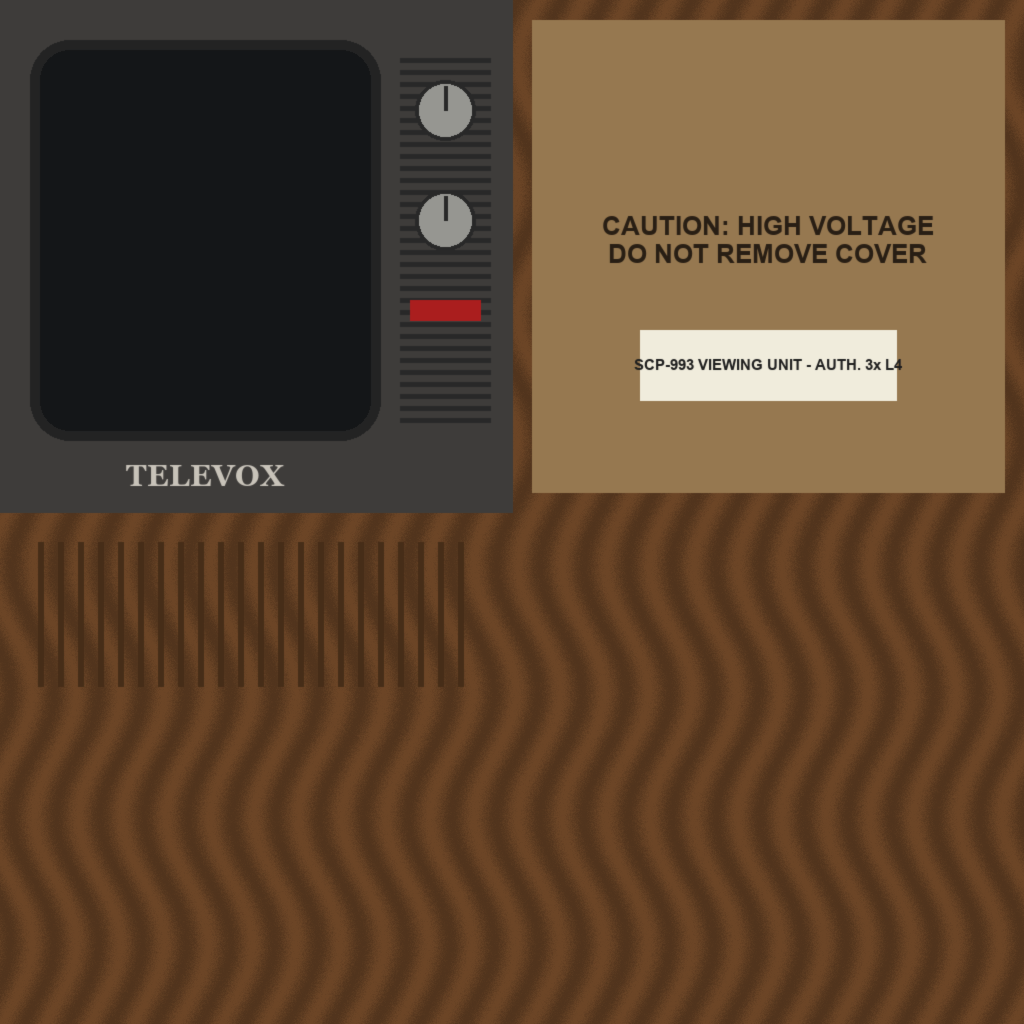 TELEVOX
CAUTION: HIGH VOLTAGE
DO NOT REMOVE COVER
SCP-993 VIEWING UNIT - AUTH. 3x L4